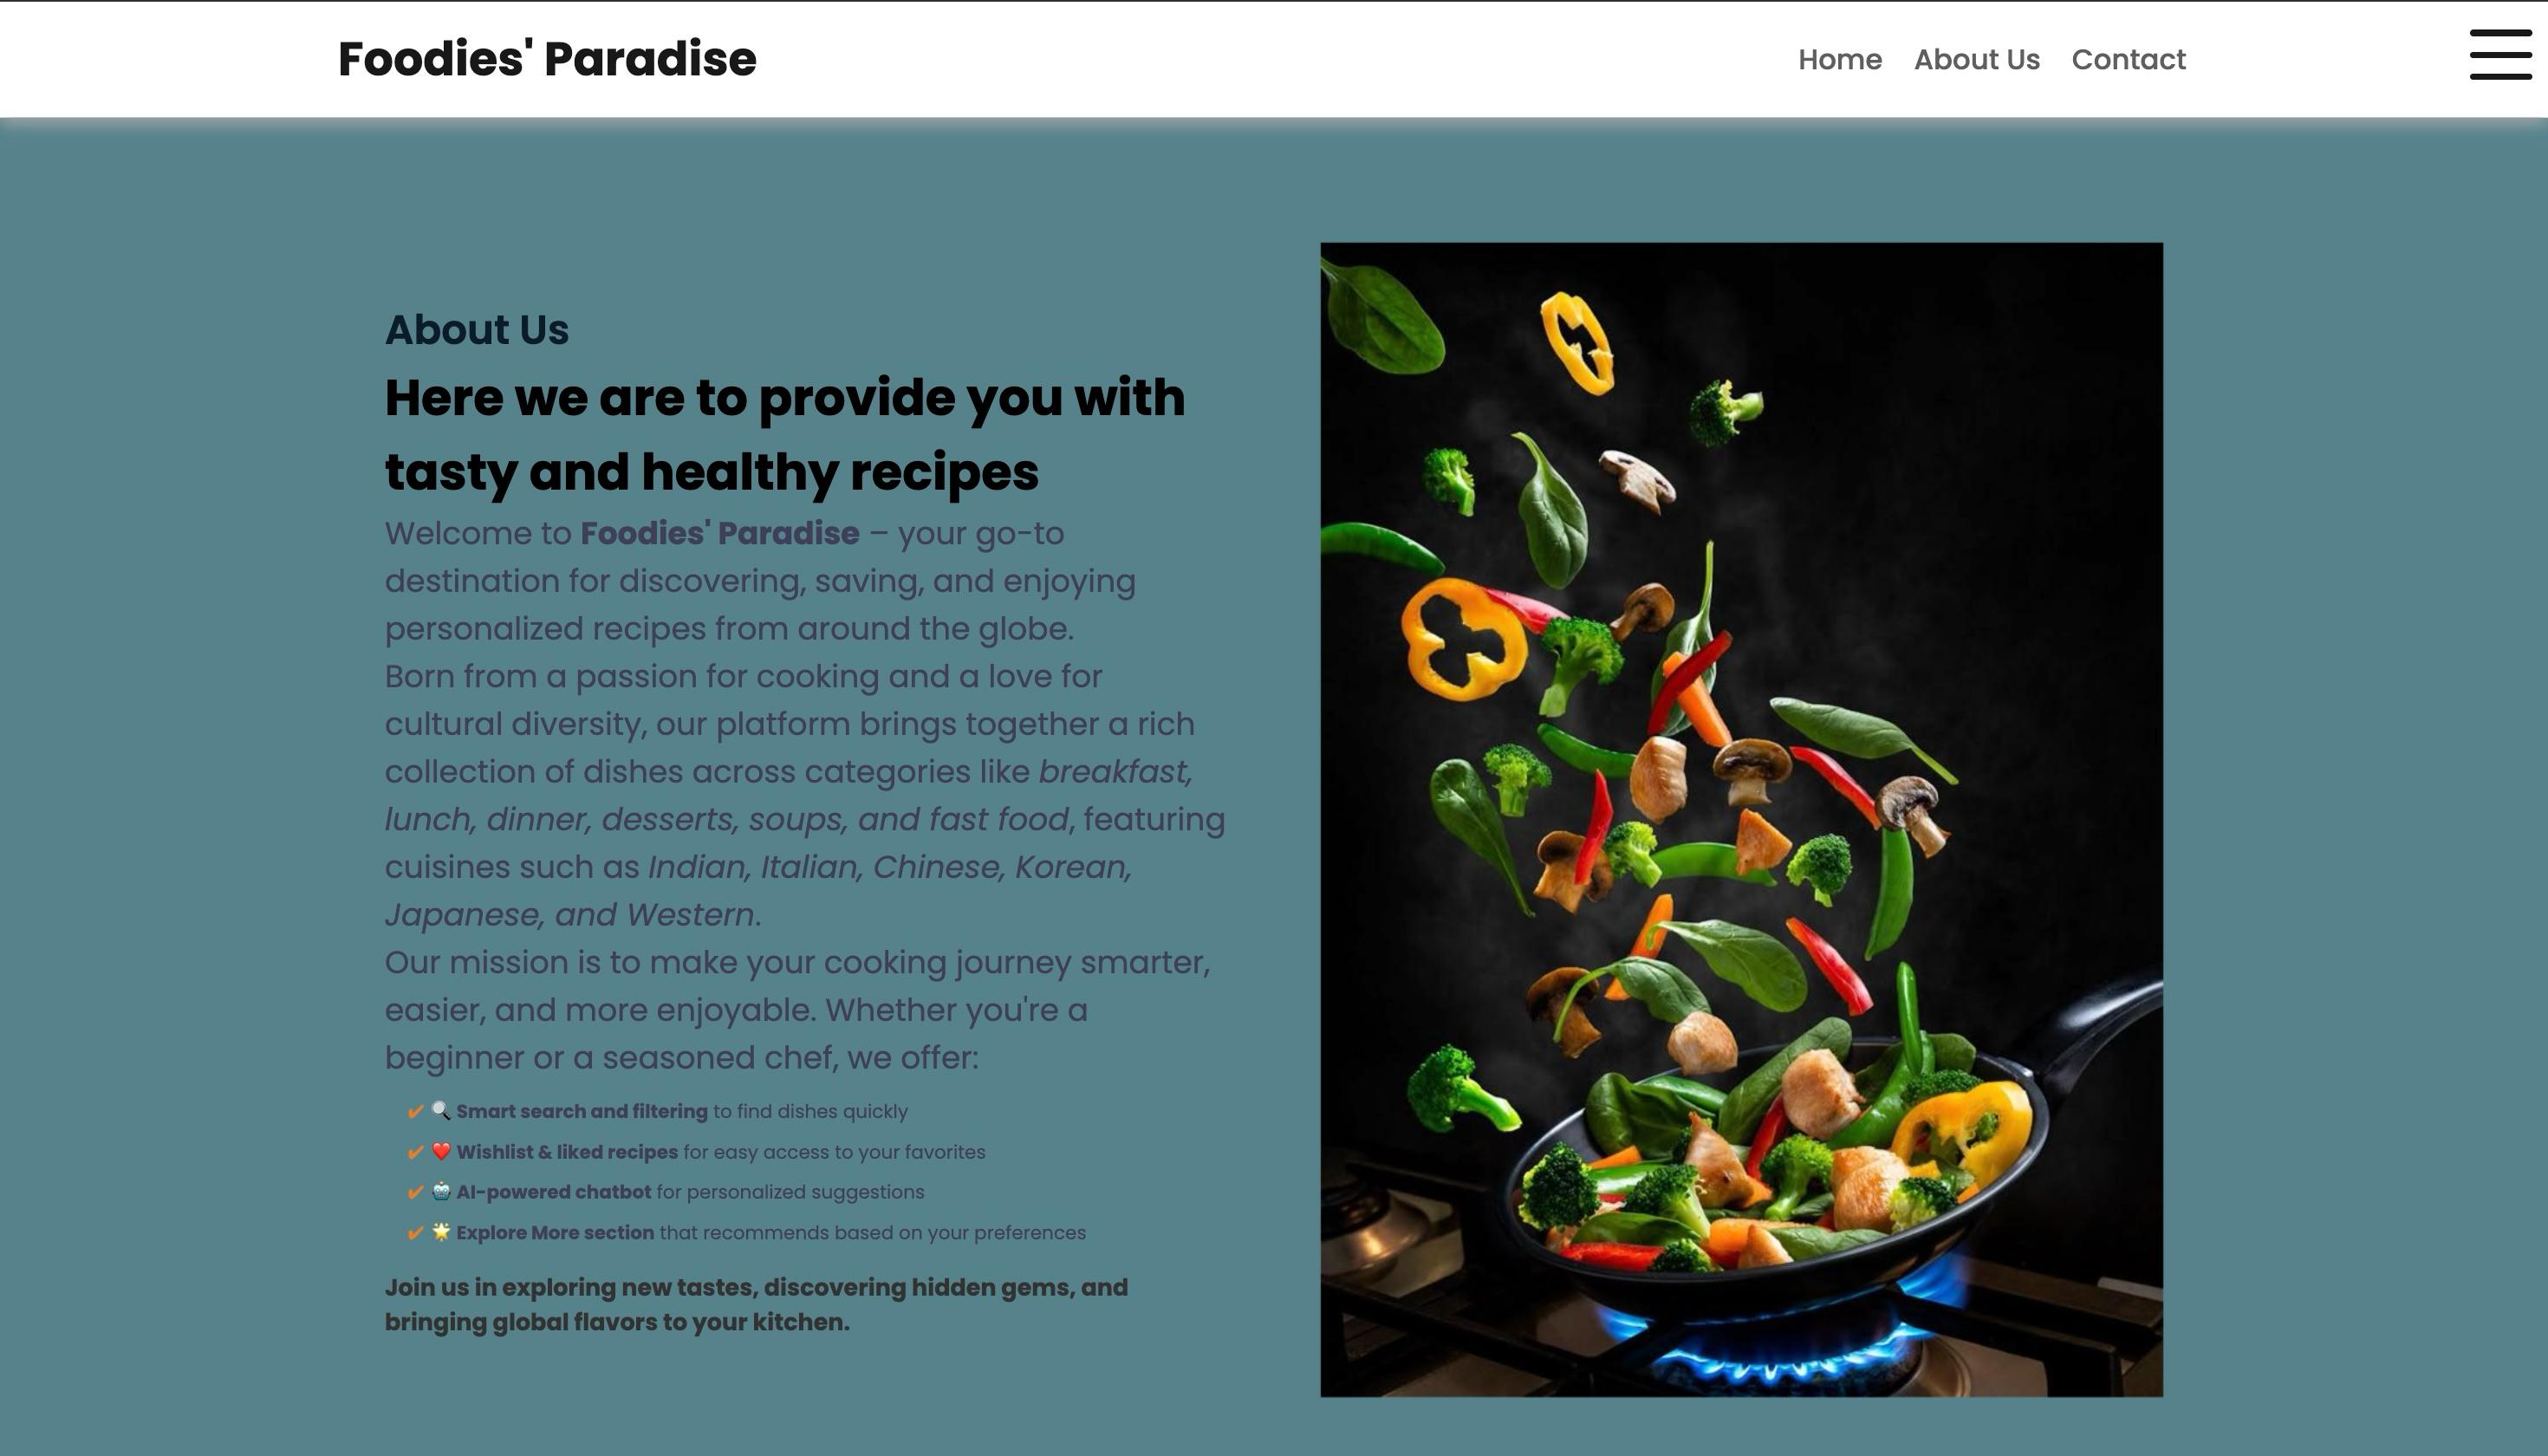 Foodies' Paradise
Home About Us Contact
About Us
Here we are to provide you with
tasty and healthy recipes
Welcome to Foodies' Paradise – your go-to
destination for discovering, saving, and enjoying
personalized recipes from around the globe.
Born from a passion for cooking and a love for
cultural diversity, our platform brings together a rich
collection of dishes across categories like breakfast,
lunch, dinner, desserts, soups, and fast food, featuring
cuisines such as Indian, Italian, Chinese, Korean,
Japanese, and Western.
Our mission is to make your cooking journey smarter,
easier, and more enjoyable. Whether you're a
beginner or a seasoned chef, we offer:
✔ 🔍 Smart search and filtering to find dishes quickly
✔ ❤️ Wishlist & liked recipes for easy access to your favorites
✔ 🤖 AI-powered chatbot for personalized suggestions
✔ 🌟 Explore More section that recommends based on your preferences
Join us in exploring new tastes, discovering hidden gems, and
bringing global flavors to your kitchen.